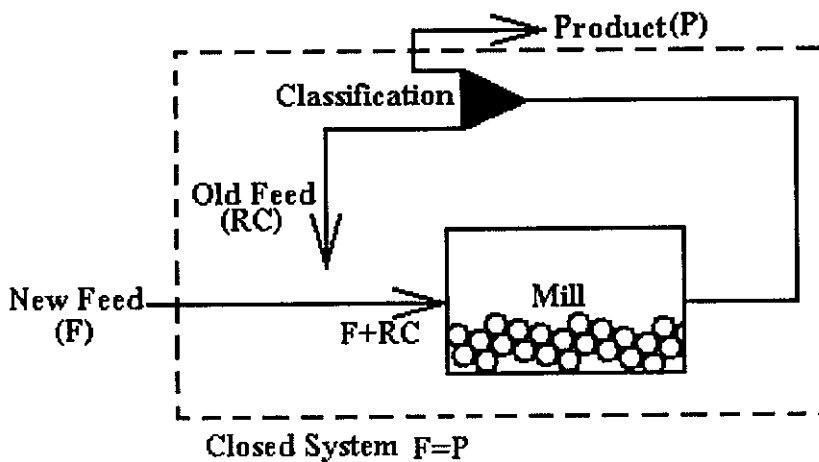 Product(P)
Classification
Old Feed
(RC)
New Feed
(F)
F+RC
Mill
Closed System F=P